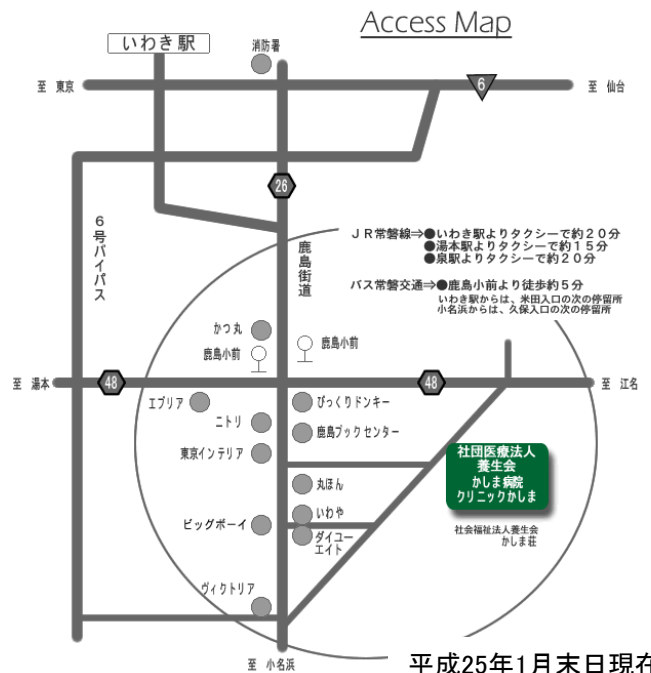 Access Map
いわき駅
消防署
至 東京
6
至 仙台
26
6号バイパス
鹿島街道
JR常磐線⇒●いわき駅よりタクシーで約20分
●湯本駅よりタクシーで約15分
●泉駅よりタクシーで約20分
バス常磐交通⇒●鹿島小前より徒歩約5分
いわき駅からは、米田入口の次の停留所
小名浜からは、久保入口の次の停留所
かつ丸
鹿島小前
鹿島小前
至 湯本
48
48
至 江名
エブリア
びっくりドンキー
ニトリ
鹿島ブックセンター
東京インテリア
社団医療法人
養生会
かしま病院
クリニックかしま
丸ほん
いわや
ビッグボーイ
ダイユー
エイト
社会福祉法人養生会
かしま荘
ヴィクトリア
至 小名浜
平成25年1月末日現在